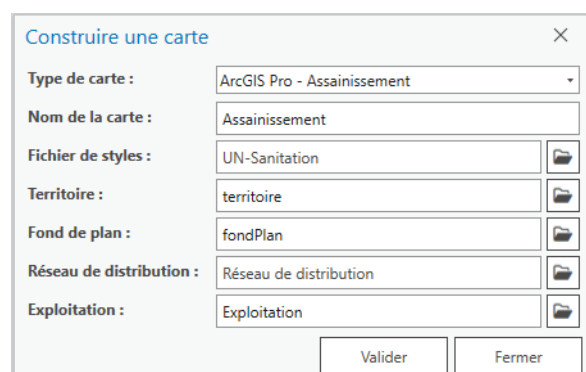 Construire une carte
Type de carte : ArcGIS Pro - Assainissement
Nom de la carte : Assainissement
Fichier de styles : UN-Sanitation
Territoire : territoire
Fond de plan : fondPlan
Réseau de distribution : Réseau de distribution
Exploitation : Exploitation
Valider Fermer